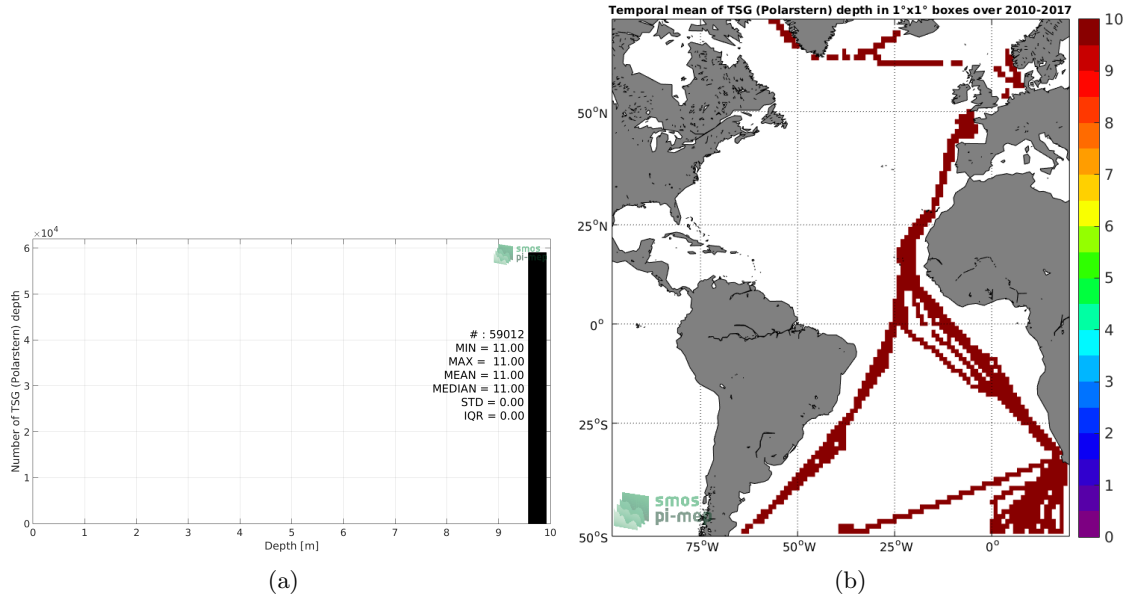 ×10⁴
6
5
4
3
2
1
0
Number of TSG (Polarstern) depth
smos
pi-mep
# : 59012
MIN = 11.00
MAX = 11.00
MEAN = 11.00
MEDIAN = 11.00
STD = 0.00
IQR = 0.00
0 1 2 3 4 5 6 7 8 9 10
Depth [m]
(a)
Temporal mean of TSG (Polarstern) depth in 1°x1° boxes over 2010-2017
50°N
25°N
0°
25°S
50°S
75°W 50°W 25°W 0°
smos
pi-mep
10
9
8
7
6
5
4
3
2
1
0
(b)